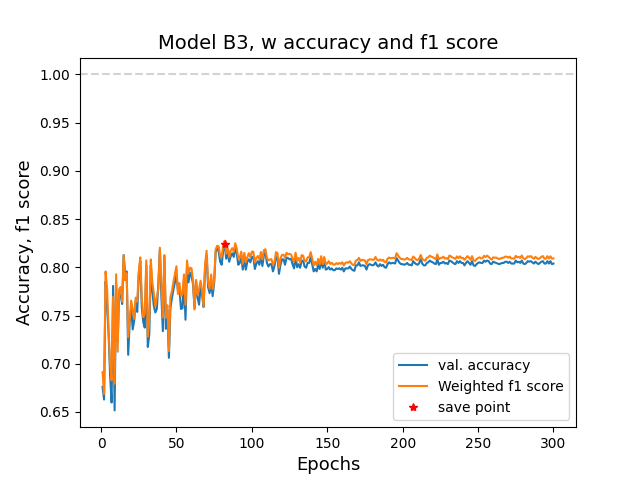 Model B3, w accuracy and f1 score
1.00
0.95
0.90
0.85
0.80
0.75
0.70
0.65
Accuracy, f1 score
0
50
100
150
200
250
300
Epochs
val. accuracy
Weighted f1 score
save point